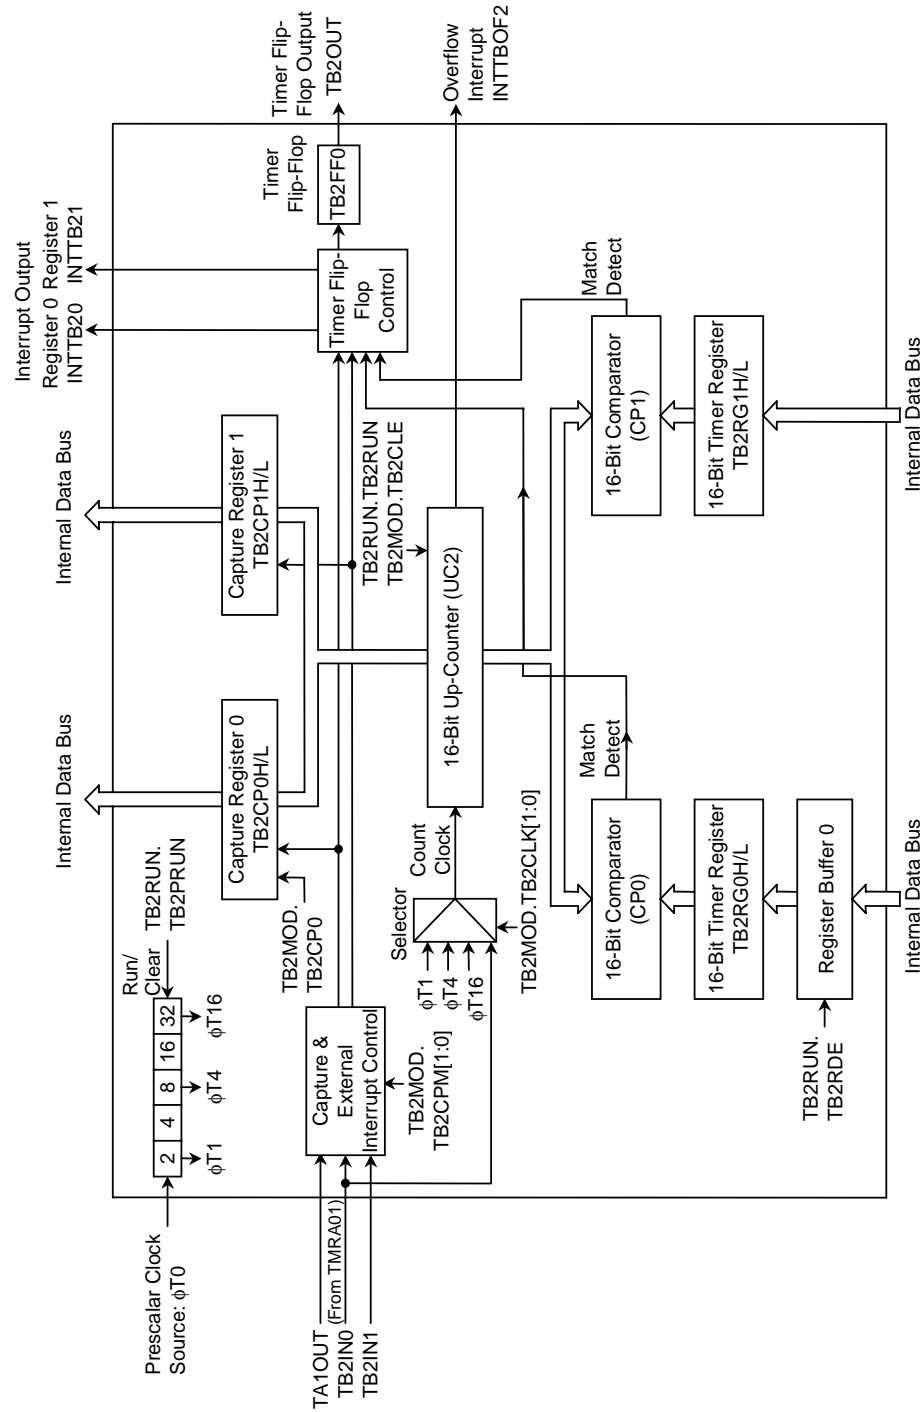 Prescalar Clock
Source: ϕT0
2
4
8
16
32
ϕT1
ϕT4
ϕT16
Run/
Clear
TB2RUN.
TB2PRUN
Internal Data Bus
Internal Data Bus
Interrupt Output
Register 0
Register 1
INTTB20
INTTB21
Capture Register 0
TB2CP0H/L
Capture Register 1
TB2CP1H/L
TB2MOD.
TB2CP0
TA1OUT
(From TMRA01)
TB2IN0
TB2IN1
Capture &
External
Interrupt Control
TB2MOD.
TB2CPM[1:0]
Timer Flip-
Flop
Control
Timer
Flip-Flop
TB2FF0
Timer Flip-
Flop Output
TB2OUT
Selector
ϕT1
ϕT4
ϕT16
TB2MOD.TB2CLK[1:0]
Count
Clock
TB2RUN.TB2RUN
TB2MOD.TB2CLE
16-Bit Up-Counter (UC2)
Overflow
Interrupt
INTTBOF2
Match
Detect
Match
Detect
16-Bit Comparator
(CP0)
16-Bit Comparator
(CP1)
16-Bit Timer Register
TB2RG0H/L
16-Bit Timer Register
TB2RG1H/L
TB2RUN.
TB2RDE
Register Buffer 0
Internal Data Bus
Internal Data Bus